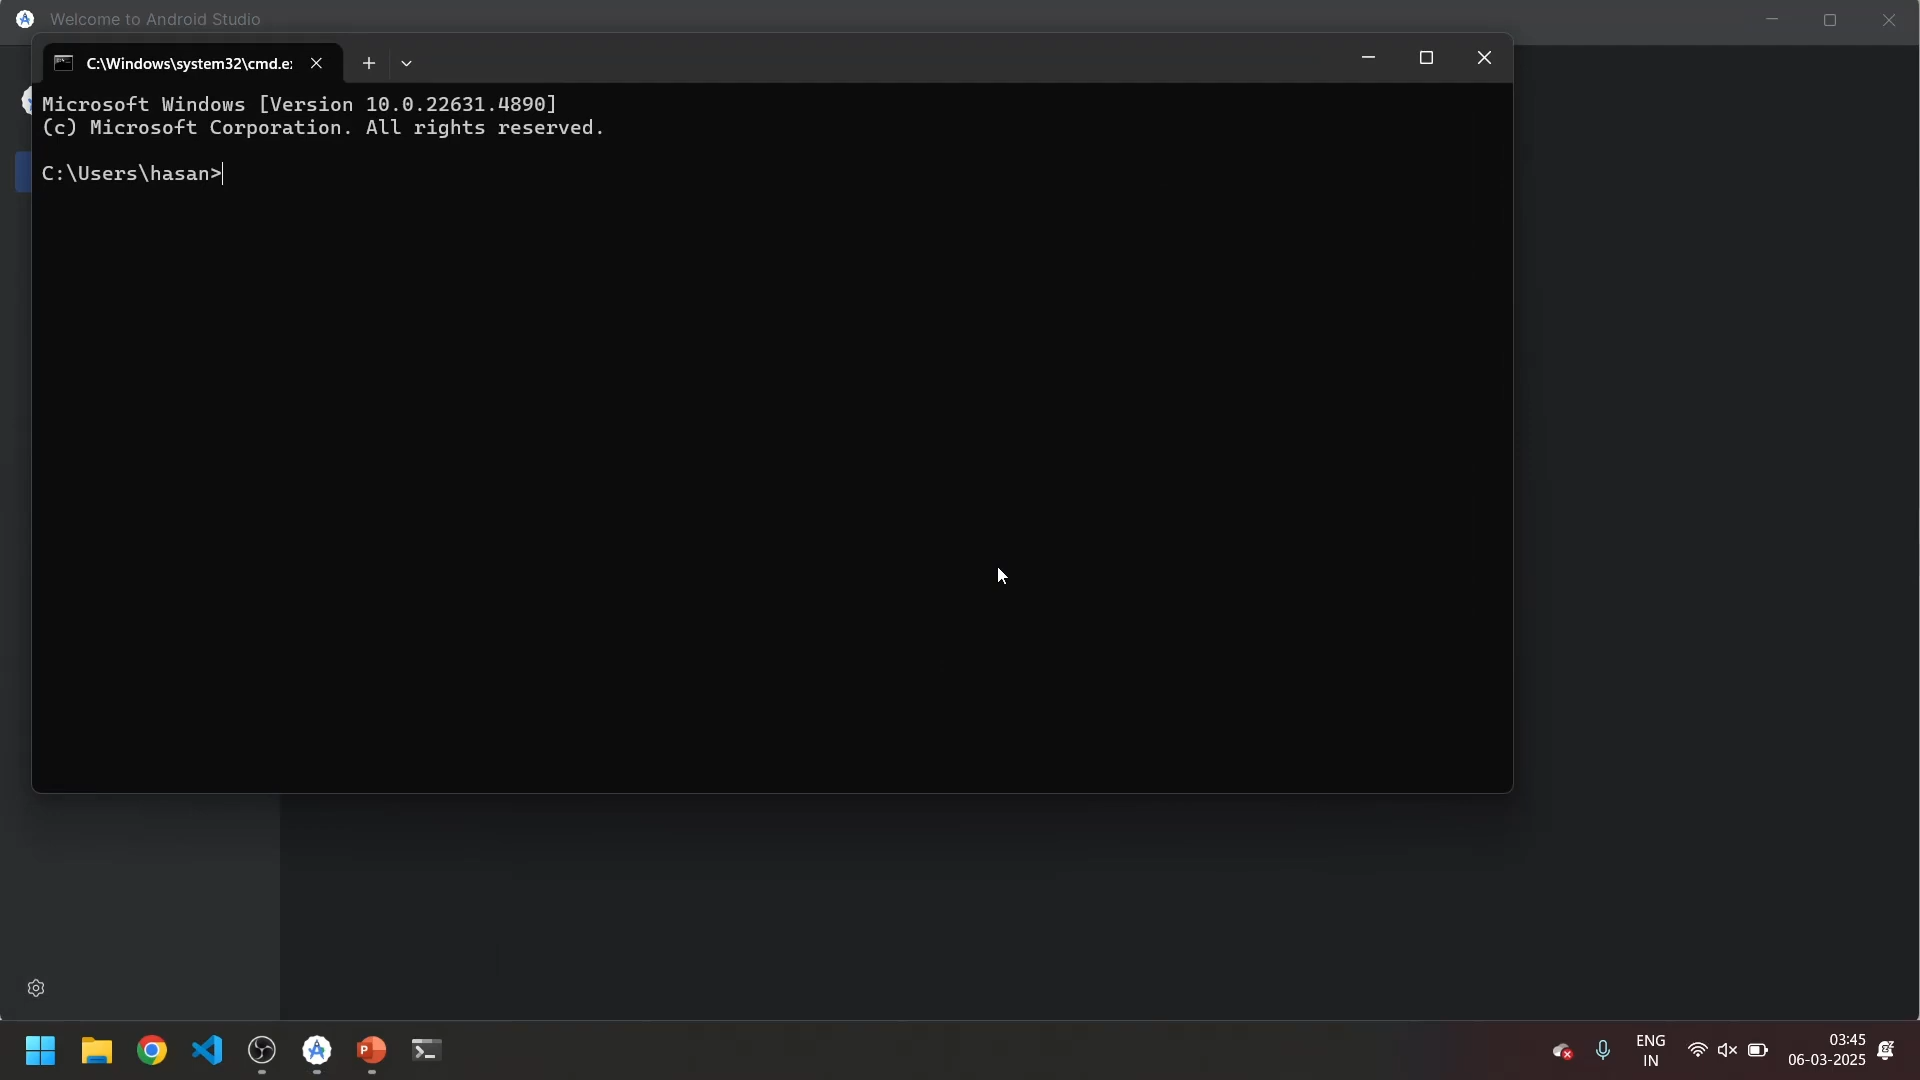 Welcome to Android Studio
C:\Windows\system32\cmd.e
Microsoft Windows [Version 10.0.22631.4890]
(c) Microsoft Corporation. All rights reserved.
C:\Users\hasan>
ENG
IN
03:45
06-03-2025